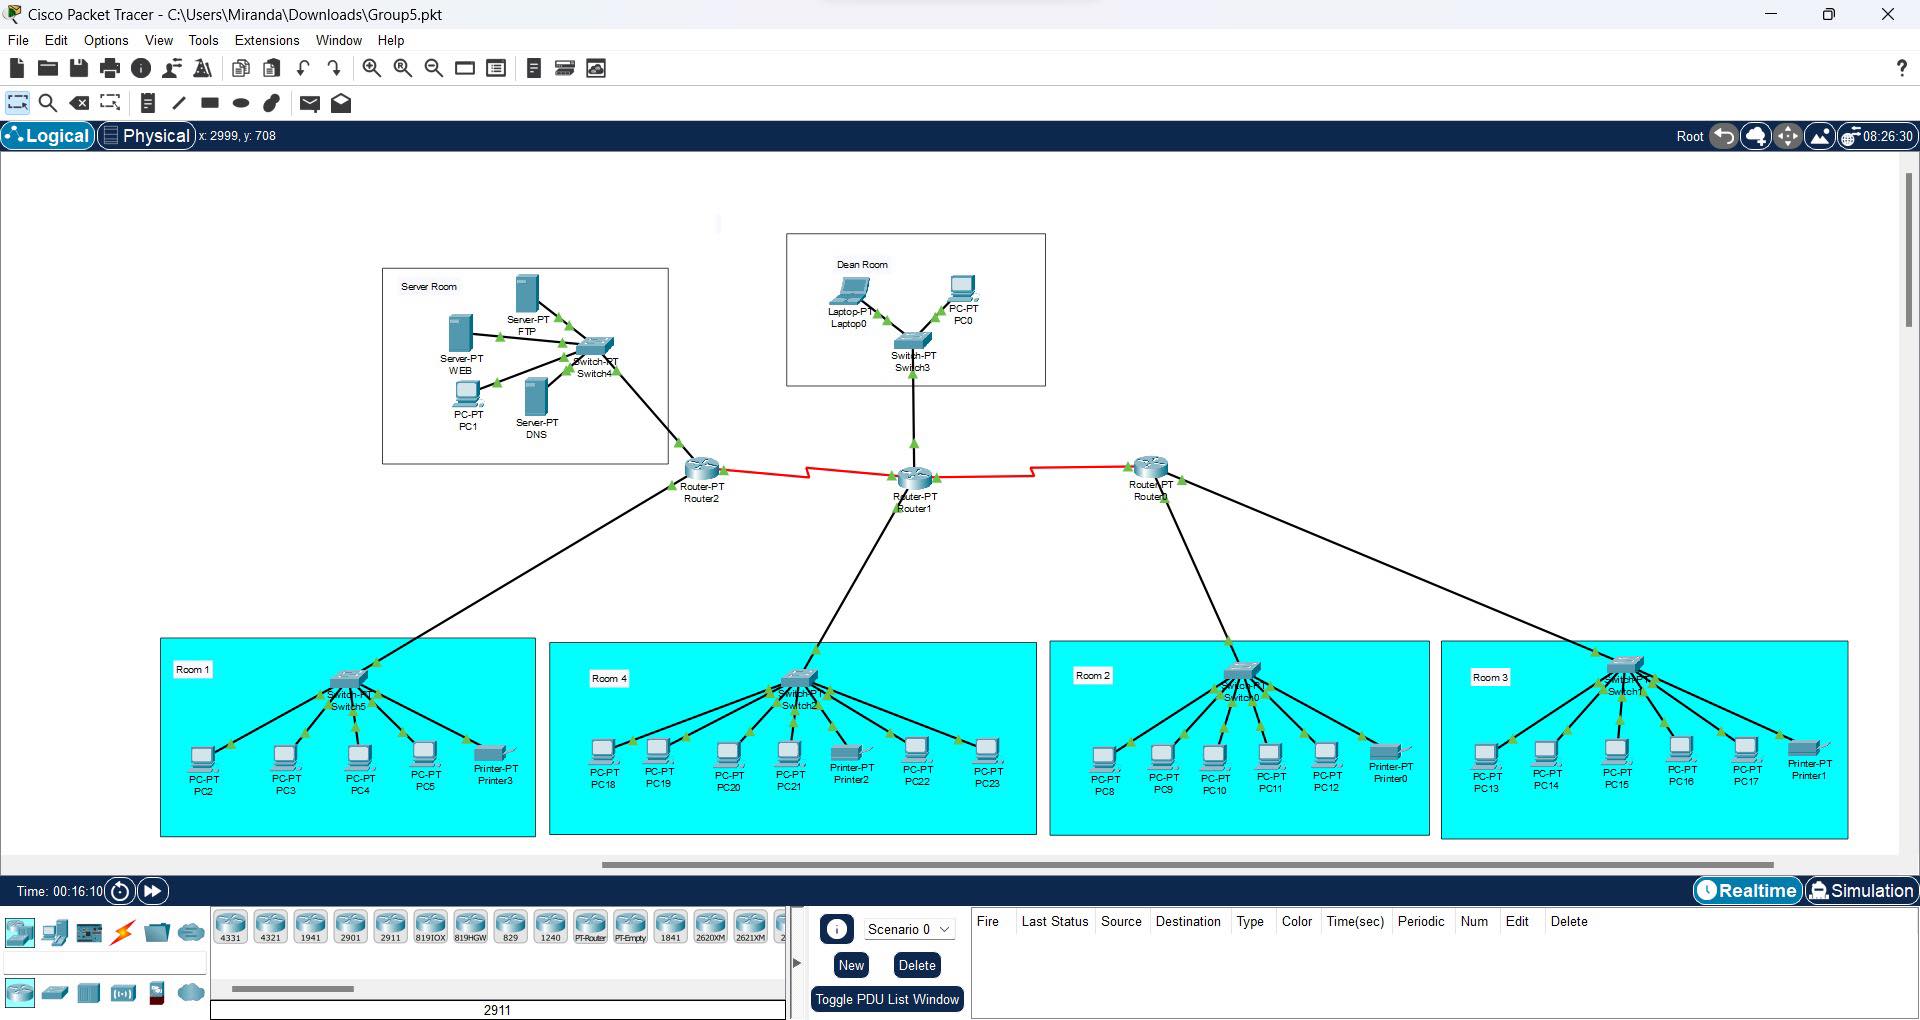 Cisco Packet Tracer - C:\Users\Miranda\Downloads\Group5.pkt
File Edit Options View Tools Extensions Window Help
?
Logical Physical x: 2999, y: 708 Root 08:26:30
Server Room
Server-PT
FTP
Server-PT
WEB
Switch-PT
Switch4
PC-PT
PC1
Server-PT
DNS
Dean Room
Laptop-PT
Laptop0
PC-PT
PC0
Switch-PT
Switch3
Router-PT
Router2
Router-PT
Router1
Router-PT
Router0
Room 1
Switch-PT
Switch5
PC-PT
PC2
PC-PT
PC3
PC-PT
PC4
PC-PT
PC5
Printer-PT
Printer3
Room 4
Switch-PT
Switch2
PC-PT
PC18
PC-PT
PC19
PC-PT
PC20
PC-PT
PC21
Printer-PT
Printer2
PC-PT
PC22
PC-PT
PC23
Room 2
Switch-PT
Switch0
PC-PT
PC8
PC-PT
PC9
PC-PT
PC10
PC-PT
PC11
PC-PT
PC12
Printer-PT
Printer0
Room 3
Switch-PT
Switch1
PC-PT
PC13
PC-PT
PC14
PC-PT
PC15
PC-PT
PC16
PC-PT
PC17
Printer-PT
Printer1
Time: 00:16:10 Realtime Simulation
4331 4321 1941 2901 2911 819IOX 819HGW 829 1240 PT-Router PT-Empty 1841 2620XM 2621XM 2
2911
Scenario 0
New Delete
Toggle PDU List Window
Fire Last Status Source Destination Type Color Time(sec) Periodic Num Edit Delete